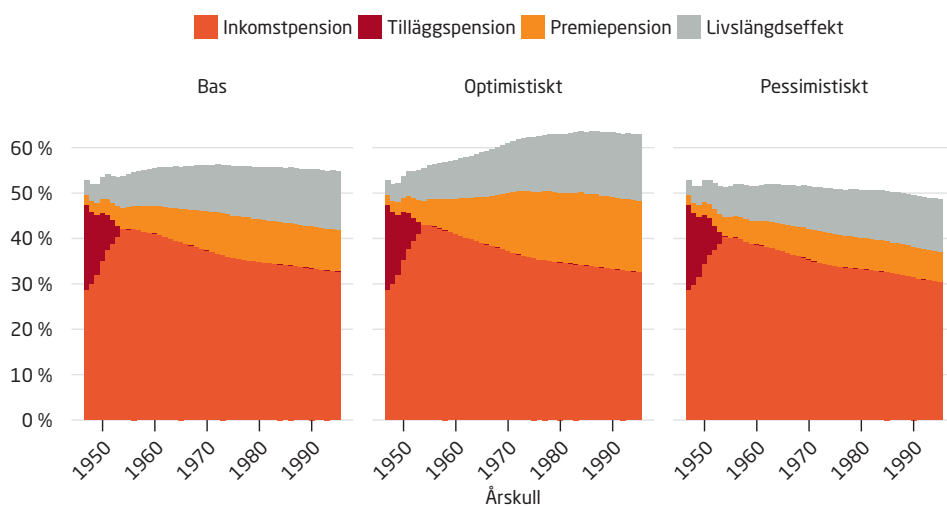 Inkomstpension Tilläggspension Premiepension Livslängdseffekt
Bas Optimistiskt Pessimistiskt
60 %
50 %
40 %
30 %
20 %
10 %
0 %
1950 1960 1970 1980 1990 1950 1960 1970 1980 1990 1950 1960 1970 1980 1990
Årskull